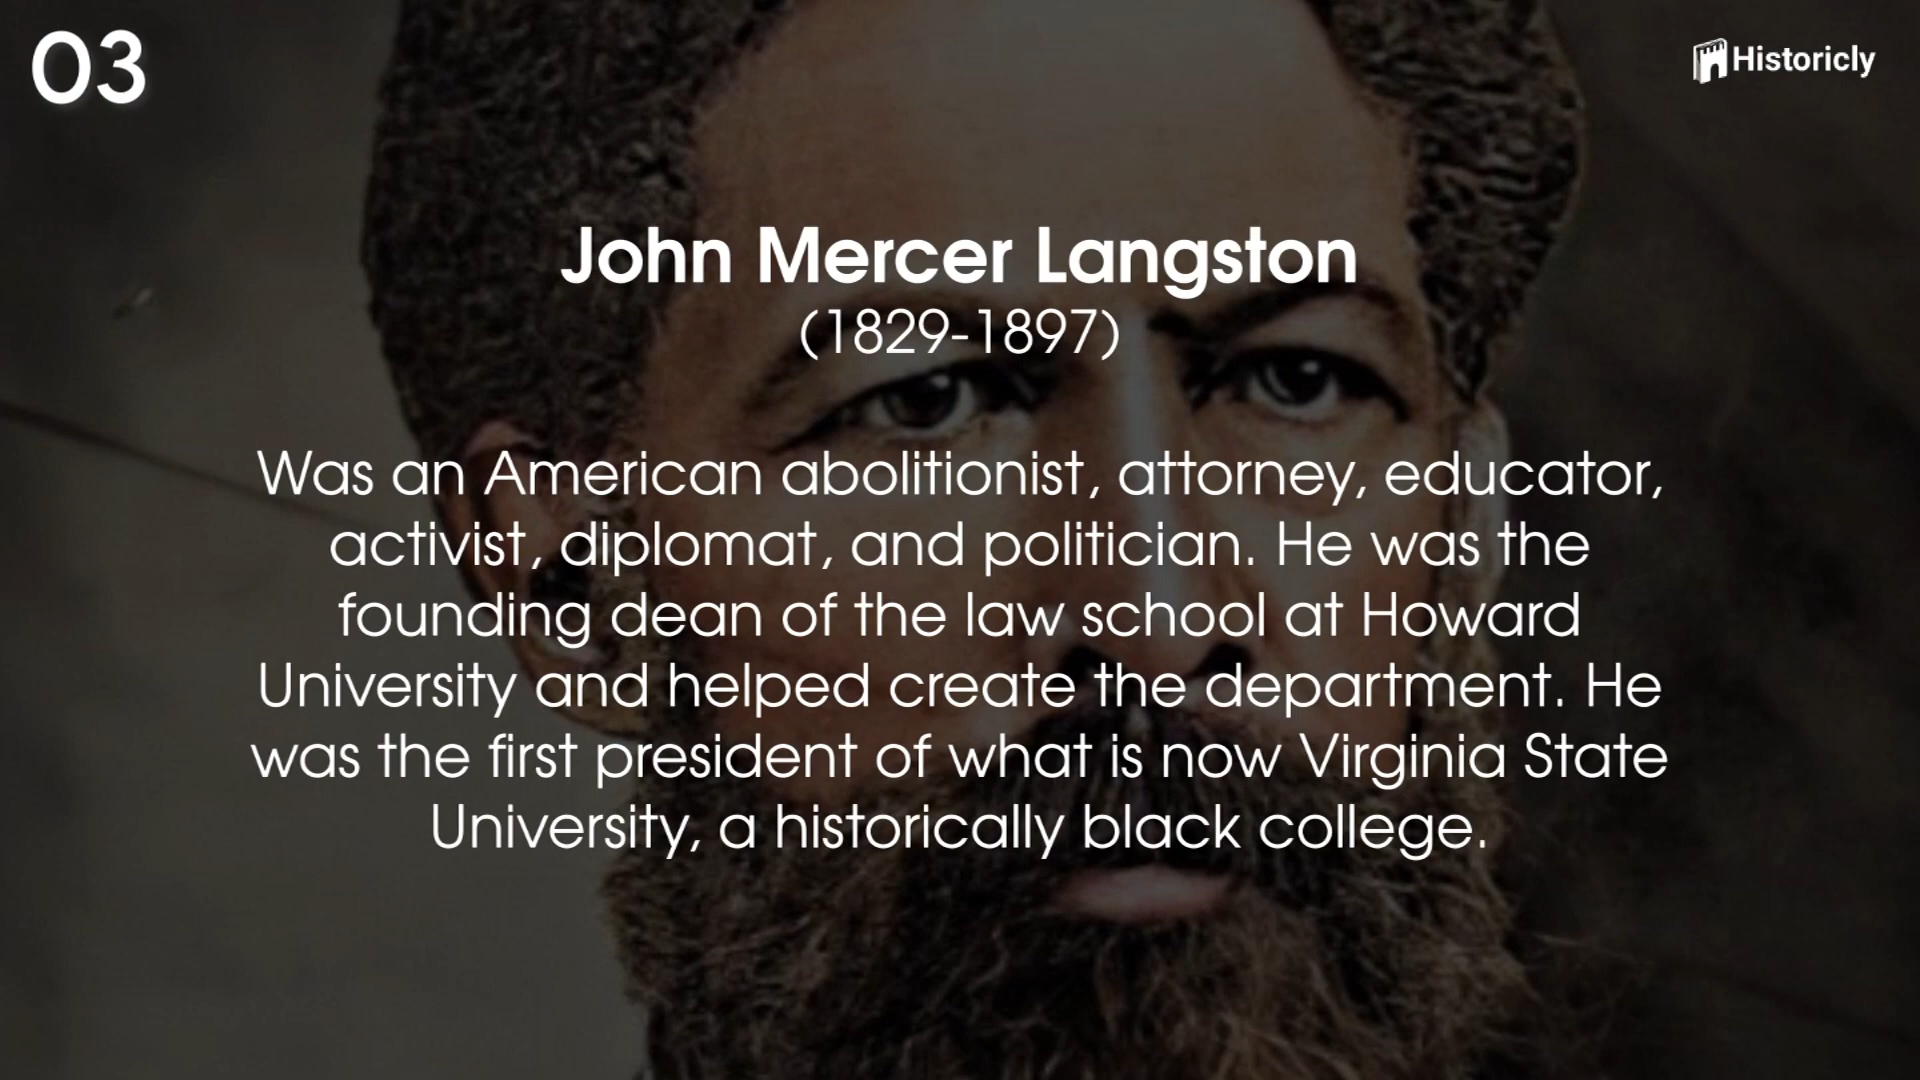 03
Historicly
John Mercer Langston
(1829-1897)
Was an American abolitionist, attorney, educator,
activist, diplomat, and politician. He was the
founding dean of the law school at Howard
University and helped create the department. He
was the first president of what is now Virginia State
University, a historically black college.